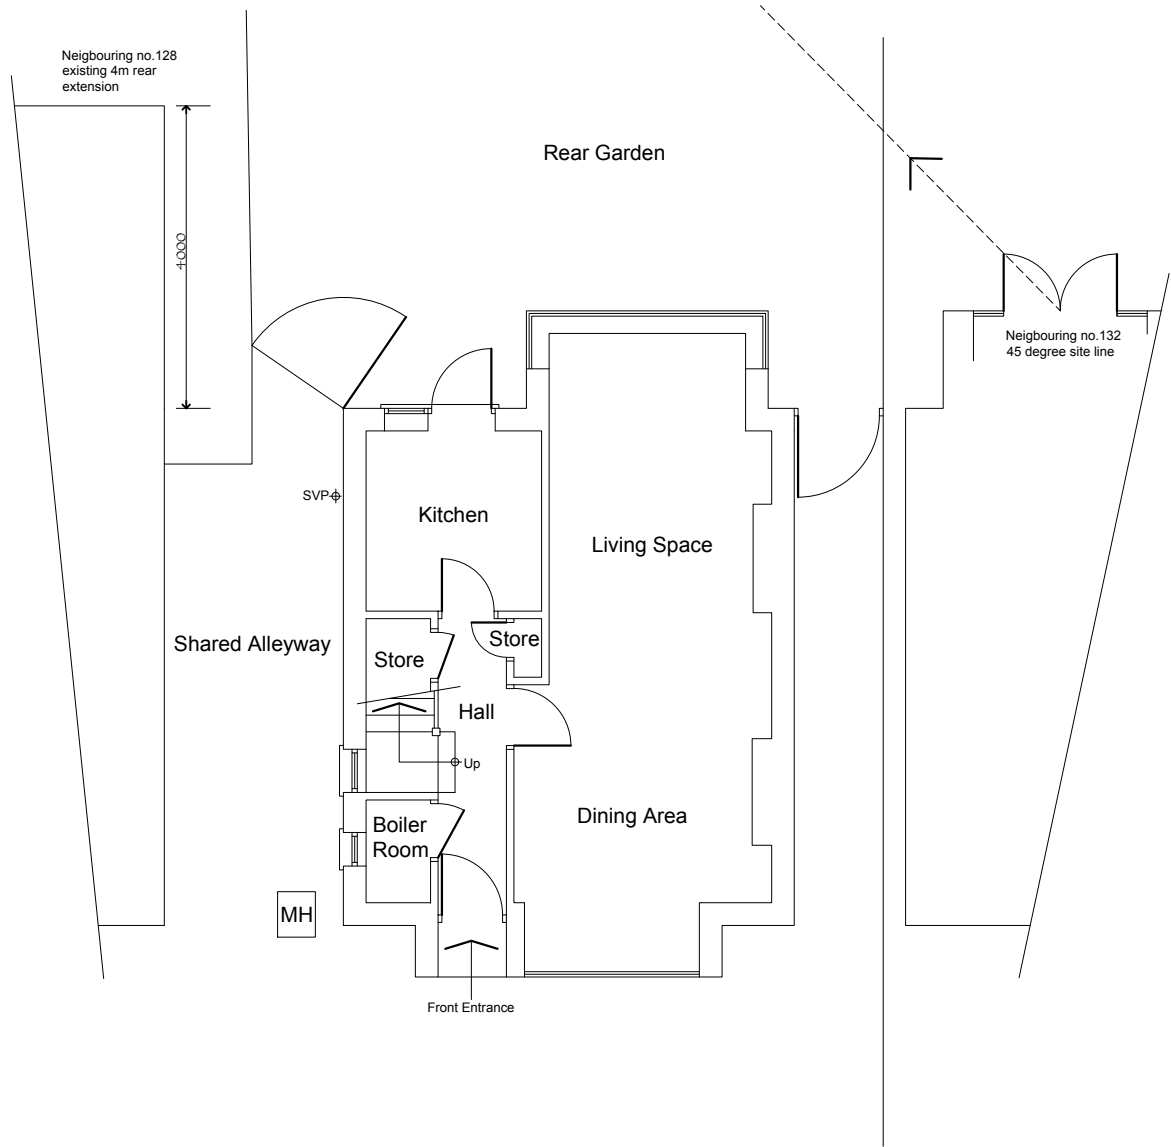 Neigbouring no.128
existing 4m rear
extension
Rear Garden
4000
Neigbouring no.132
45 degree site line
SVP
Kitchen
Living Space
Shared Alleyway
Store
Store
Hall
Up
Dining Area
Boiler
Room
MH
Front Entrance